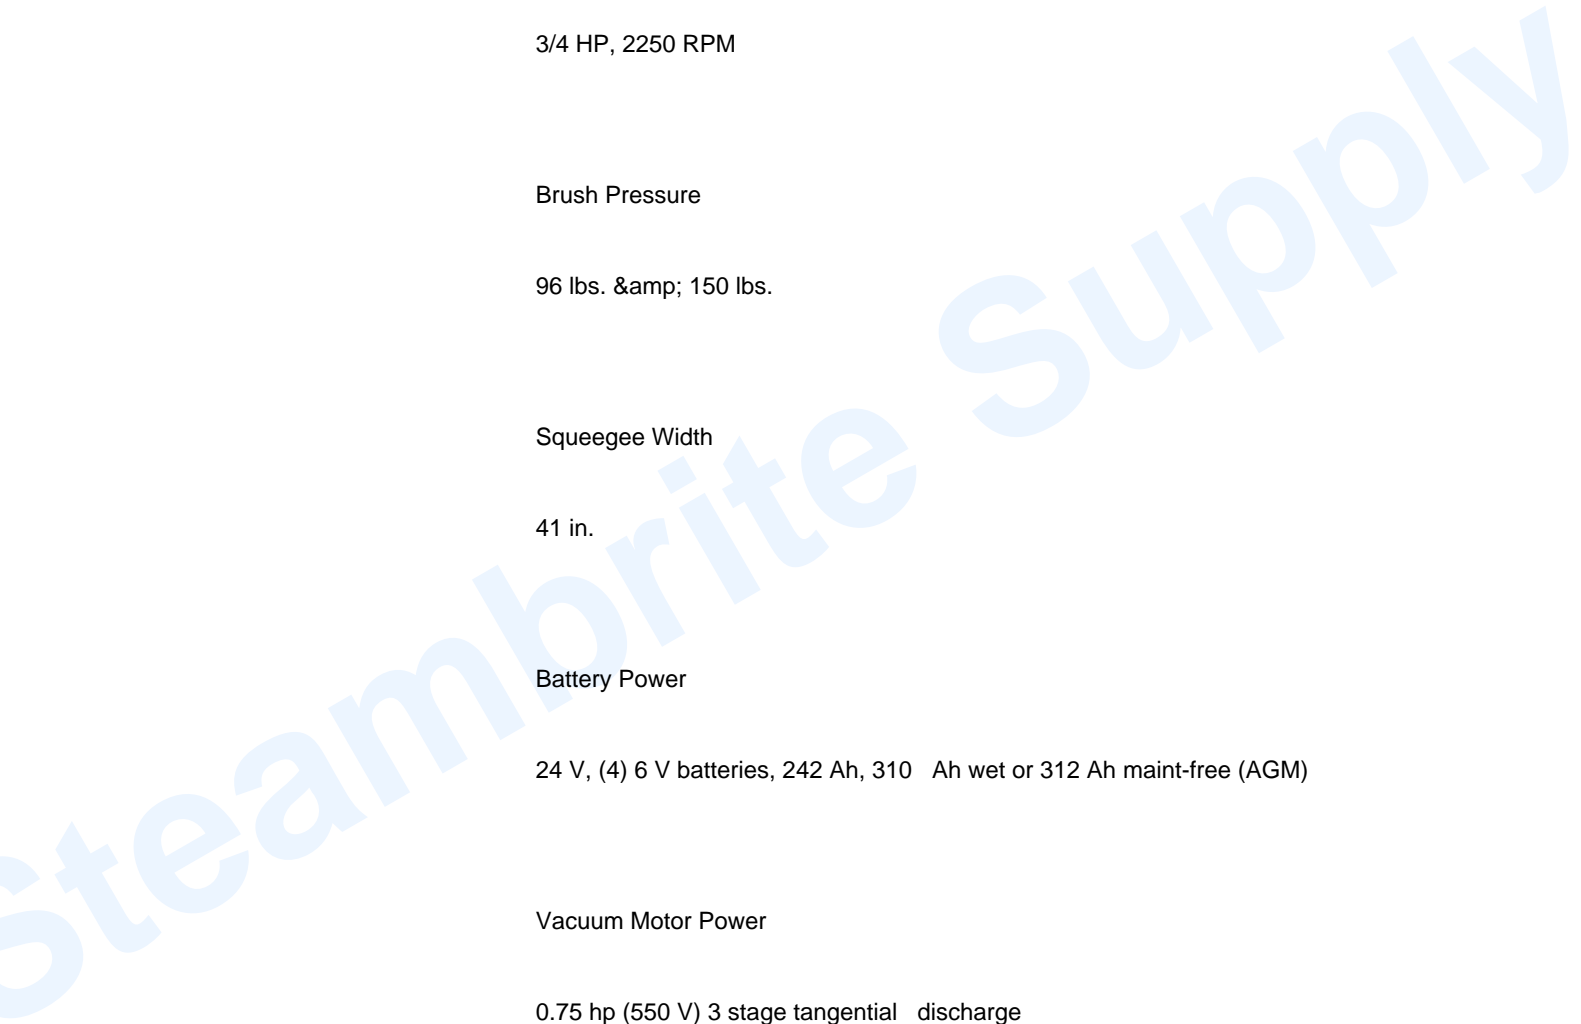 3/4 HP, 2250 RPM
Brush Pressure
96 lbs. &amp; 150 lbs.
Squeegee Width
41 in.
Battery Power
24 V, (4) 6 V batteries, 242 Ah, 310   Ah wet or 312 Ah maint-free (AGM)
Vacuum Motor Power
0.75 hp (550 V) 3 stage tangential   discharge
Steambrite Supply